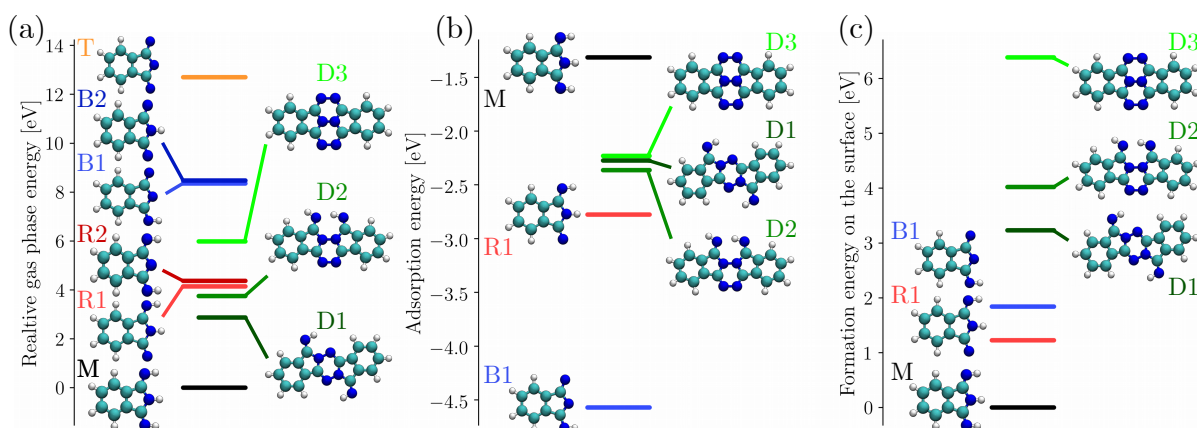 (a)
Realtive gas phase energy [eV]
14
12
10
8
6
4
2
0
T
B2
B1
R2
R1
M
D3
D2
D1
(b)
Adsorption energy [eV]
−1.5
−2.0
−2.5
−3.0
−3.5
−4.0
−4.5
M
R1
B1
D3
D1
D2
(c)
Formation energy on the surface [eV]
6
5
4
3
2
1
0
B1
R1
M
D3
D2
D1